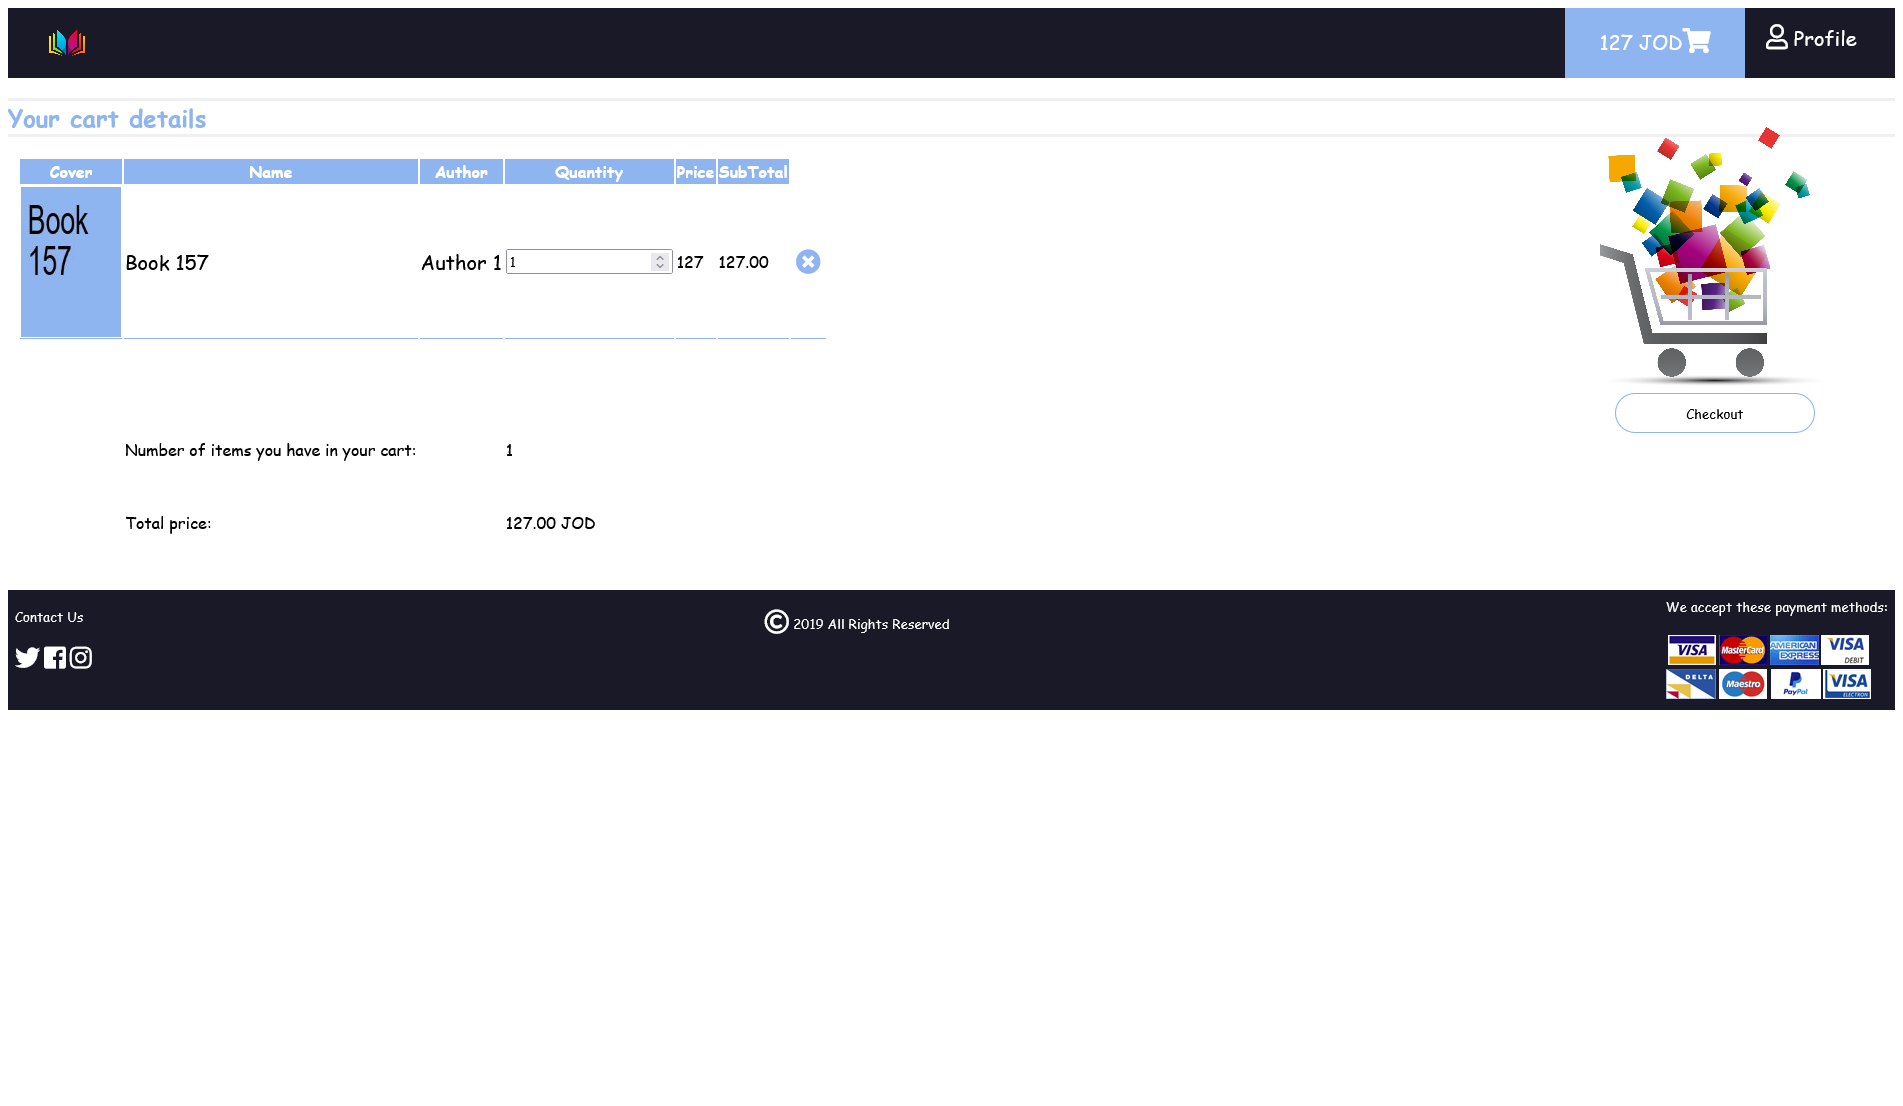 127 JOD
Profile
Your cart details
Cover Name Author Quantity Price SubTotal
Book
157
Book 157 Author 1 1 127 127.00
Checkout
Number of items you have in your cart: 1
Total price: 127.00 JOD
Contact Us
© 2019 All Rights Reserved
We accept these payment methods:
VISA MasterCard AMERICAN EXPRESS VISA DEBIT
DELTA Maestro PayPal VISA ELECTRON